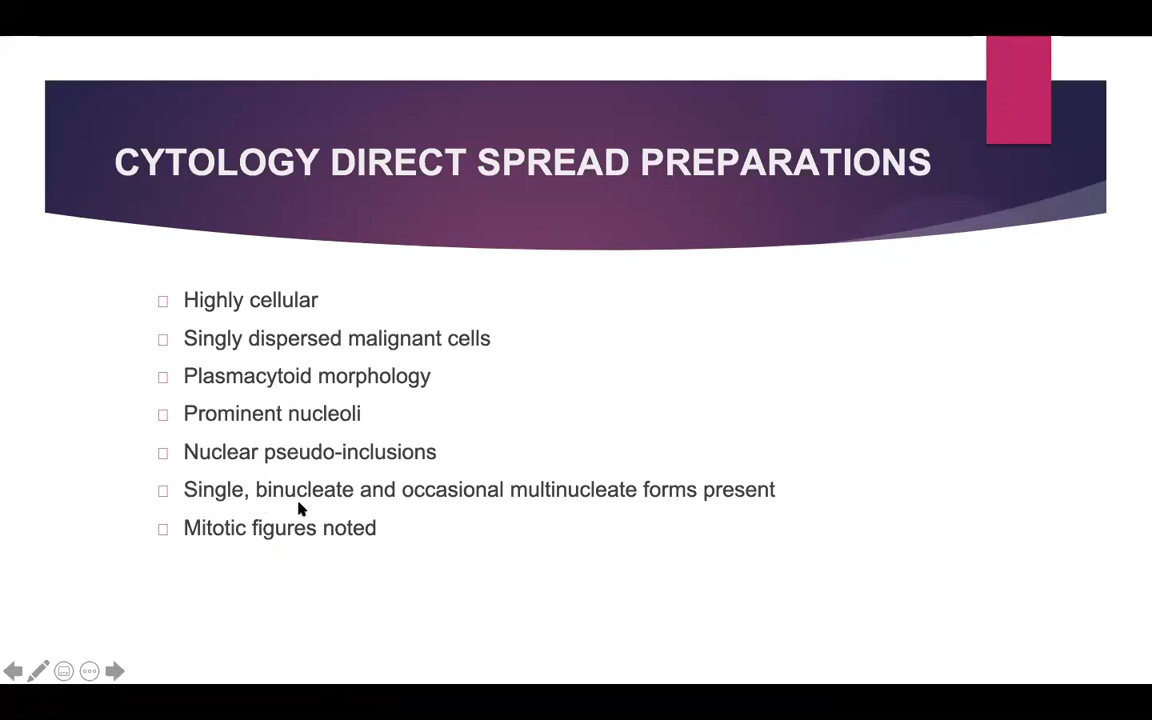 CYTOLOGY DIRECT SPREAD PREPARATIONS
Highly cellular
Singly dispersed malignant cells
Plasmacytoid morphology
Prominent nucleoli
Nuclear pseudo-inclusions
Single, binucleate and occasional multinucleate forms present
Mitotic figures noted